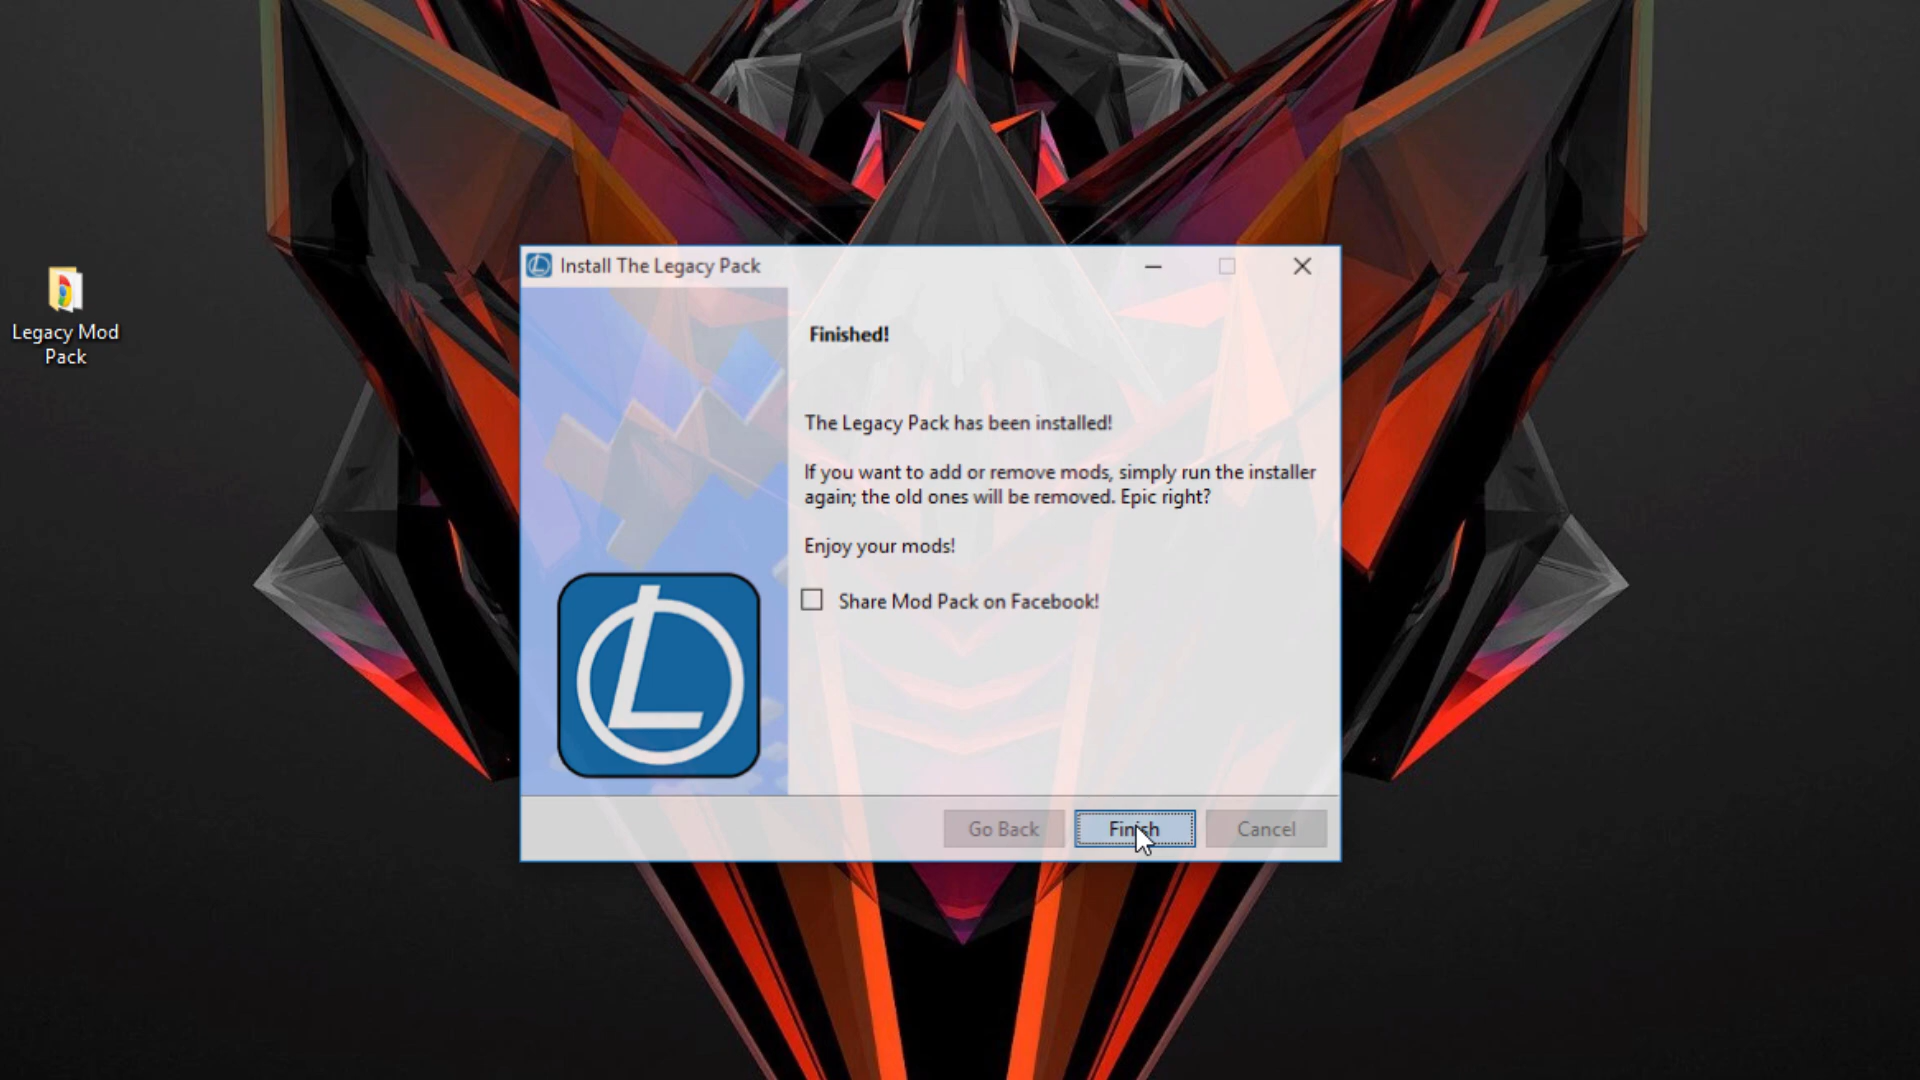 Install The Legacy Pack
Legacy Mod
Pack
Finished!
The Legacy Pack has been installed!
If you want to add or remove mods, simply run the installer
again; the old ones will be removed. Epic right?
Enjoy your mods!
Share Mod Pack on Facebook!
L
Go Back
Finish
Cancel